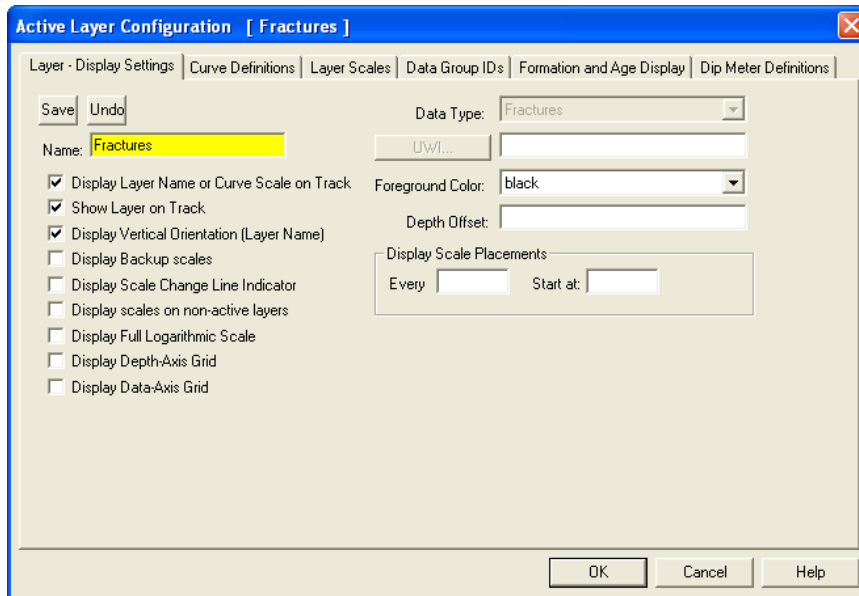 Active Layer Configuration [ Fractures ]
Layer - Display Settings Curve Definitions Layer Scales Data Group IDs Formation and Age Display Dip Meter Definitions
Save Undo
Name: Fractures
Display Layer Name or Curve Scale on Track
Show Layer on Track
Display Vertical Orientation (Layer Name)
Display Backup scales
Display Scale Change Line Indicator
Display scales on non-active layers
Display Full Logarithmic Scale
Display Depth-Axis Grid
Display Data-Axis Grid
Data Type: Fractures
UWI...
Foreground Color: black
Depth Offset:
Display Scale Placements
Every Start at:
OK Cancel Help